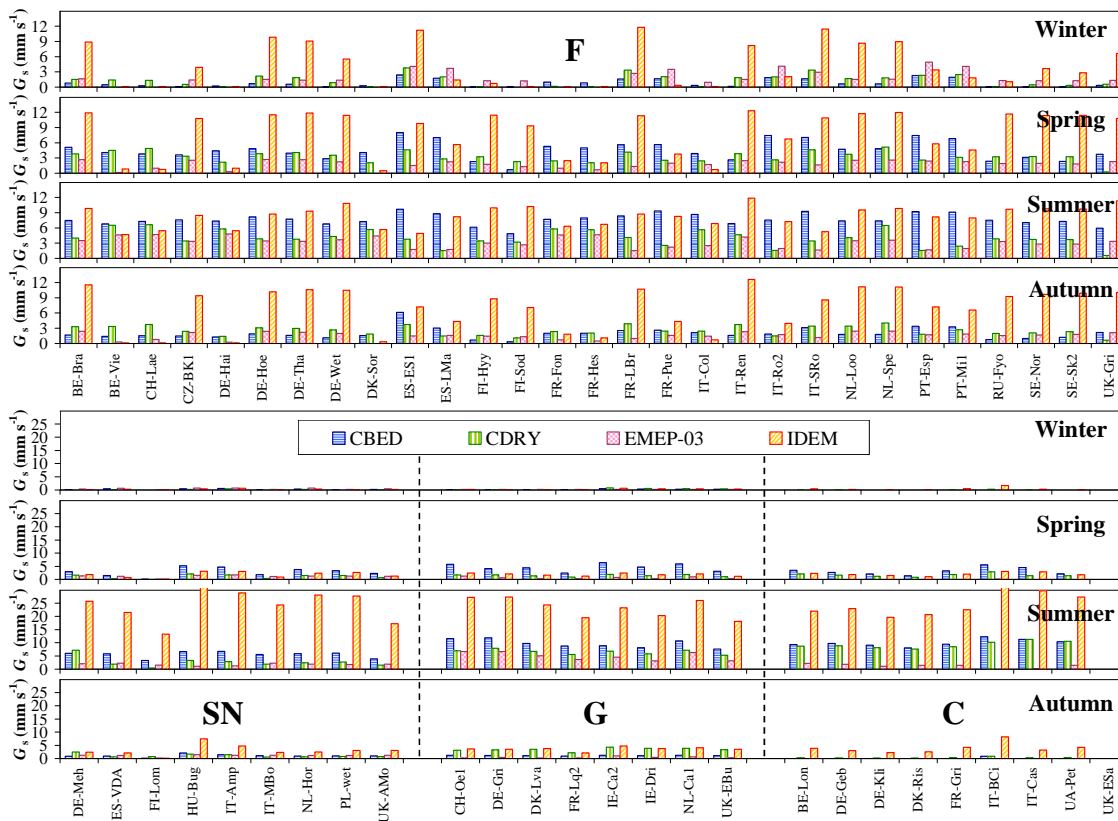 G s (mm s⁻¹)
12
9
6
3
0
F
Winter
G s (mm s⁻¹)
12
9
6
3
0
Spring
G s (mm s⁻¹)
12
9
6
3
0
Summer
G s (mm s⁻¹)
12
9
6
3
0
Autumn
BE-Bra
BE-Vie
CH-Lae
CZ-BK1
DE-Hai
DE-Hoe
DE-Tha
DE-Wet
DK-Sor
ES-ES1
ES-LMa
FI-Hyy
FI-Sod
FR-Fon
FR-Hes
FR-LBr
FR-Pue
IT-Col
IT-Ren
IT-Ro2
IT-SRo
NL-Loo
NL-Spe
PT-Esp
PT-Mi1
RU-Fyo
SE-Nor
SE-Sk2
UK-Gri
G s (mm s⁻¹)
25
20
15
10
5
0
CBED CDRY EMEP-03 IDEM
Winter
G s (mm s⁻¹)
25
20
15
10
5
0
Spring
G s (mm s⁻¹)
25
20
15
10
5
0
Summer
G s (mm s⁻¹)
25
20
15
10
5
0
SN G C
Autumn
DE-Meh
ES-VDA
FI-Lom
HU-Bug
IT-Amp
IT-MBo
NL-Hor
PL-wet
UK-AMo
CH-Oe1
DE-Gri
DK-Lva
FR-Lq2
IE-Ca2
IE-Dri
NL-Ca1
UK-EBu
BE-Lon
DE-Geb
DE-Kli
DK-Ris
FR-Gri
IT-BCi
IT-Cas
UA-Pet
UK-ESa